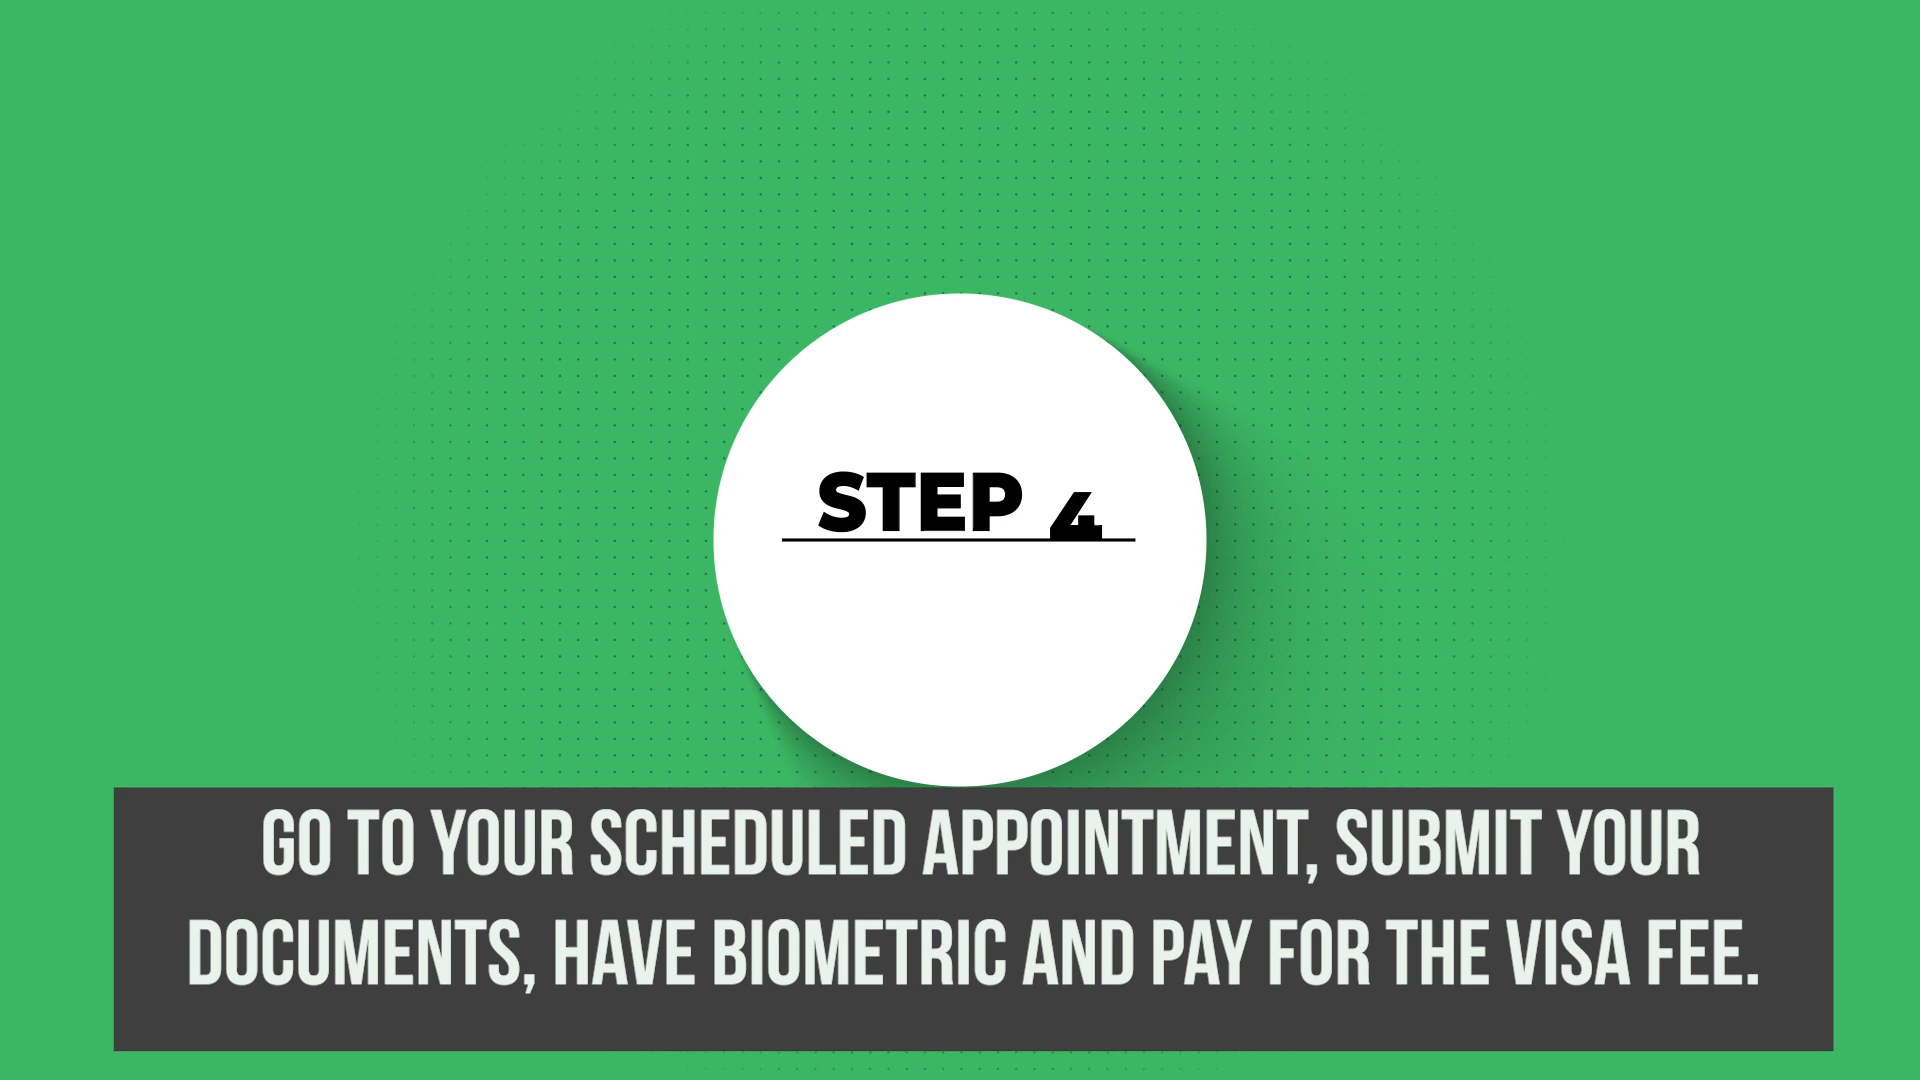 STEP 4
GO TO YOUR SCHEDULED APPOINTMENT, SUBMIT YOUR
DOCUMENTS, HAVE BIOMETRIC AND PAY FOR THE VISA FEE.